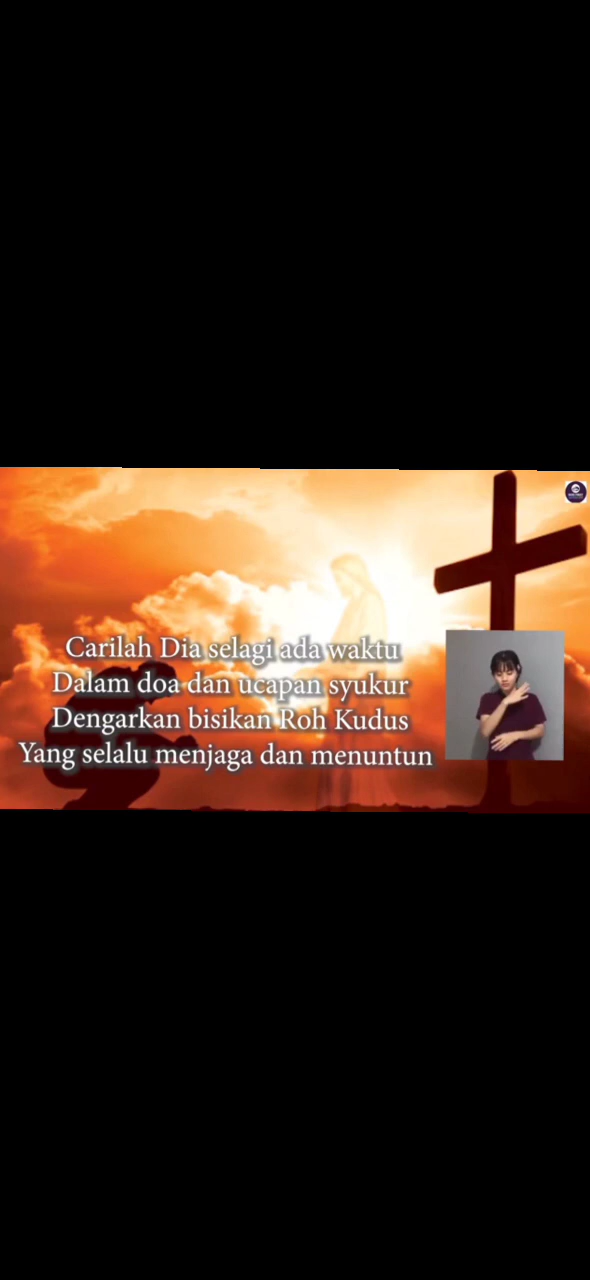 Carilah Dia selagi ada waktu
Dalam doa dan ucapan syukur
Dengarkan bisikan Roh Kudus
Yang selalu menjaga dan menuntun